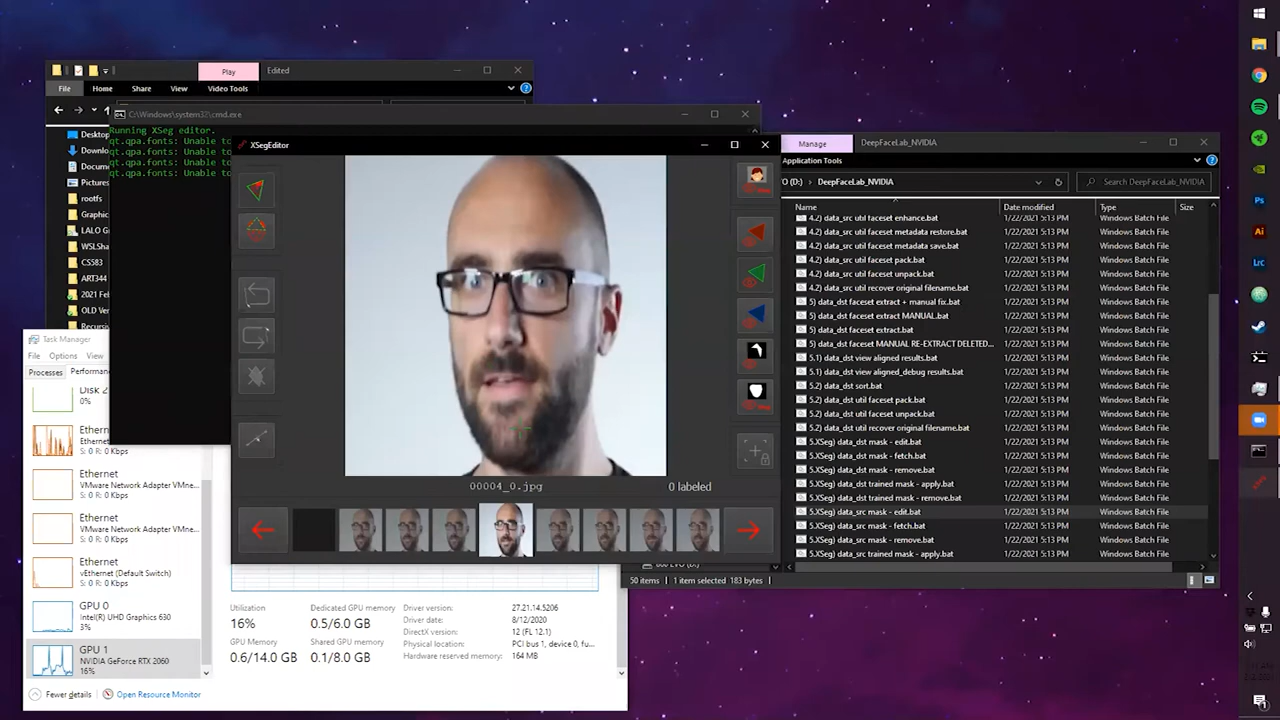 Play
Edited
File
Home
Share
View
Video Tools
C:\Windows\system32\cmd.exe
Running XSeg editor.
qt.qpa.fonts: Unable to
qt.qpa.fonts: Unable to
qt.qpa.fonts: Unable to
qt.qpa.fonts: Unable to
XSegEditor
Desktop
Downlo
Docume
Pictures
rootfs
Graphic
LALO G
WSLSha
CS583
ART344
2021 Fe
OLD Ver
Recursiv
00004_0.jpg
0 labeled
Manage
DeepFaceLab_NVIDIA
Application Tools
O (D:)
DeepFaceLab_NVIDIA
Search DeepFaceLab_NVIDIA
Name
Date modified
Type
Size
4.2) data_src util faceset enhance.bat 1/22/2021 5:13 PM Windows Batch File
4.2) data_src util faceset metadata restore.bat 1/22/2021 5:13 PM Windows Batch File
4.2) data_src util faceset metadata save.bat 1/22/2021 5:13 PM Windows Batch File
4.2) data_src util faceset pack.bat 1/22/2021 5:13 PM Windows Batch File
4.2) data_src util faceset unpack.bat 1/22/2021 5:13 PM Windows Batch File
4.2) data_src util recover original filename.bat 1/22/2021 5:13 PM Windows Batch File
5) data_dst faceset extract + manual fix.bat 1/22/2021 5:13 PM Windows Batch File
5) data_dst faceset extract MANUAL.bat 1/22/2021 5:13 PM Windows Batch File
5) data_dst faceset extract.bat 1/22/2021 5:13 PM Windows Batch File
5) data_dst faceset MANUAL RE-EXTRACT DELETED... 1/22/2021 5:13 PM Windows Batch File
5.1) data_dst view aligned results.bat 1/22/2021 5:13 PM Windows Batch File
5.1) data_dst view aligned_debug results.bat 1/22/2021 5:13 PM Windows Batch File
5.2) data_dst sort.bat 1/22/2021 5:13 PM Windows Batch File
5.2) data_dst util faceset pack.bat 1/22/2021 5:13 PM Windows Batch File
5.2) data_dst util faceset unpack.bat 1/22/2021 5:13 PM Windows Batch File
5.2) data_dst util recover original filename.bat 1/22/2021 5:13 PM Windows Batch File
5.XSeg) data_dst mask - edit.bat 1/22/2021 5:13 PM Windows Batch File
5.XSeg) data_dst mask - fetch.bat 1/22/2021 5:13 PM Windows Batch File
5.XSeg) data_dst mask - remove.bat 1/22/2021 5:13 PM Windows Batch File
5.XSeg) data_dst trained mask - apply.bat 1/22/2021 5:13 PM Windows Batch File
5.XSeg) data_dst trained mask - remove.bat 1/22/2021 5:13 PM Windows Batch File
5.XSeg) data_src mask - edit.bat 1/22/2021 5:13 PM Windows Batch File
5.XSeg) data_src mask - fetch.bat 1/22/2021 5:13 PM Windows Batch File
5.XSeg) data_src mask - remove.bat 1/22/2021 5:13 PM Windows Batch File
5.XSeg) data_src trained mask - apply.bat 1/22/2021 5:13 PM Windows Batch File
50 items
1 item selected 183 bytes
Task Manager
File
Options
View
Processes
Performanc
Disk 2
0%
Ethern
Ethernet
VMware Network Adapter VMne...
S: 0 R: 0 Kbps
Ethernet
VMware Network Adapter VMne...
S: 0 R: 0 Kbps
Ethernet
vEthernet (Default Switch)
S: 0 R: 0 Kbps
GPU 0
Intel(R) UHD Graphics 630
3%
GPU 1
NVIDIA GeForce RTX 2060
16%
Utilization
16%
Dedicated GPU memory
0.5/6.0 GB
GPU Memory
0.6/14.0 GB
Shared GPU memory
0.1/8.0 GB
Driver version: 27.21.14.5206
Driver date: 8/12/2020
DirectX version: 12 (FL 12.1)
Physical location: PCI bus 1, device 0, fu...
Hardware reserved memory: 164 MB
Fewer details
Open Resource Monitor
Ps
Ai
Lrc